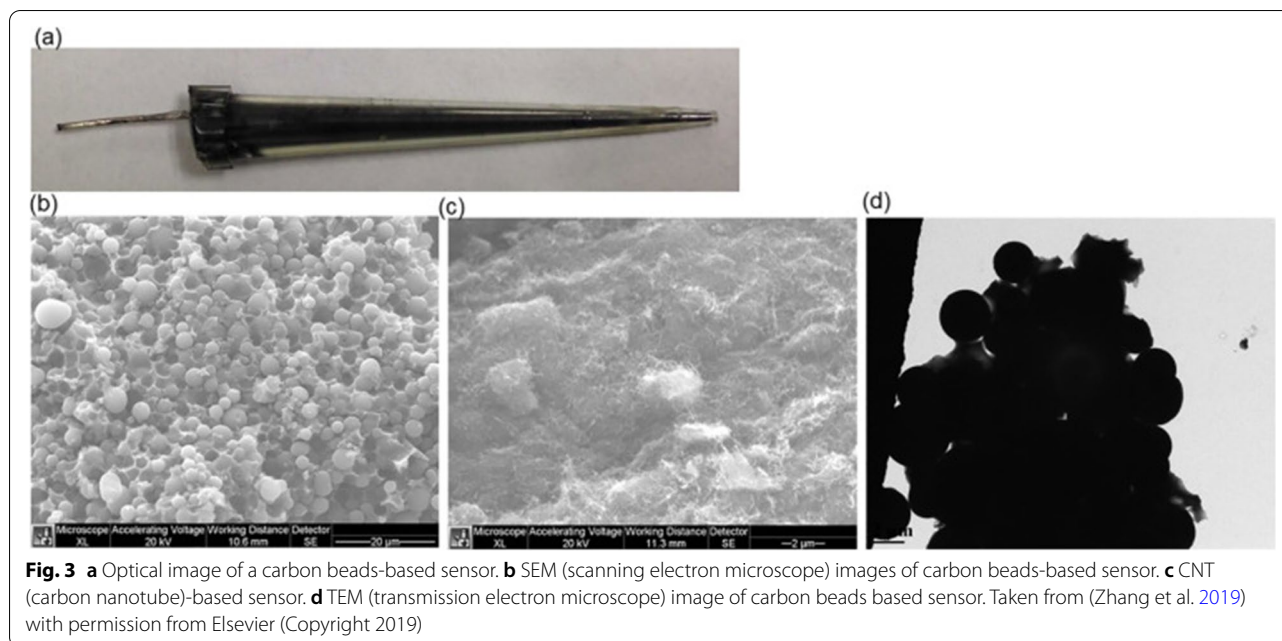 (a)
(b)
(c)
(d)
Microscope Accelerating Voltage Working Distance Detector
XL 20 kV 10.6 mm SE 20 µm
Microscope Accelerating Voltage Working Distance Detector
XL 20 kV 11.3 mm SE 2 µm
Fig. 3 a Optical image of a carbon beads-based sensor. b SEM (scanning electron microscope) images of carbon beads-based sensor. c CNT
(carbon nanotube)-based sensor. d TEM (transmission electron microscope) image of carbon beads based sensor. Taken from (Zhang et al. 2019)
with permission from Elsevier (Copyright 2019)